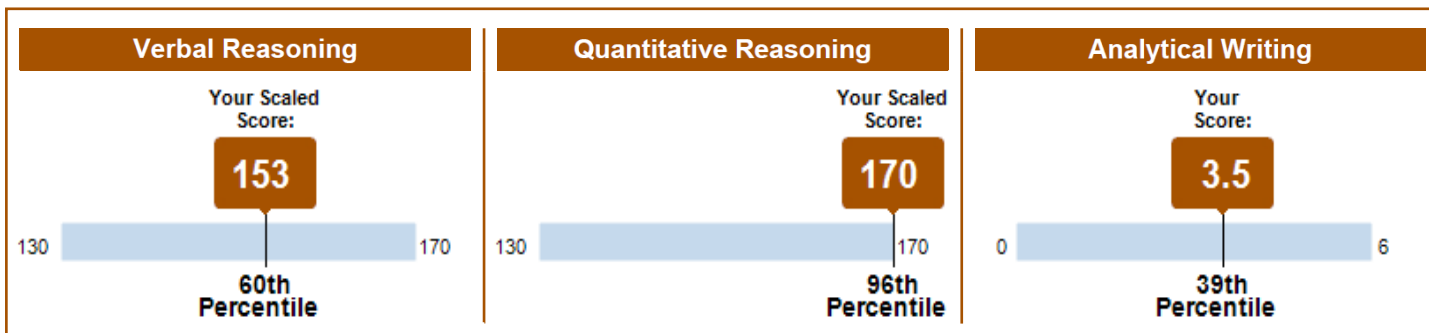 Verbal Reasoning
Your Scaled
Score:
153
130
170
60th
Percentile
Quantitative Reasoning
Your Scaled
Score:
170
130
170
96th
Percentile
Analytical Writing
Your
Score:
3.5
0
6
39th
Percentile